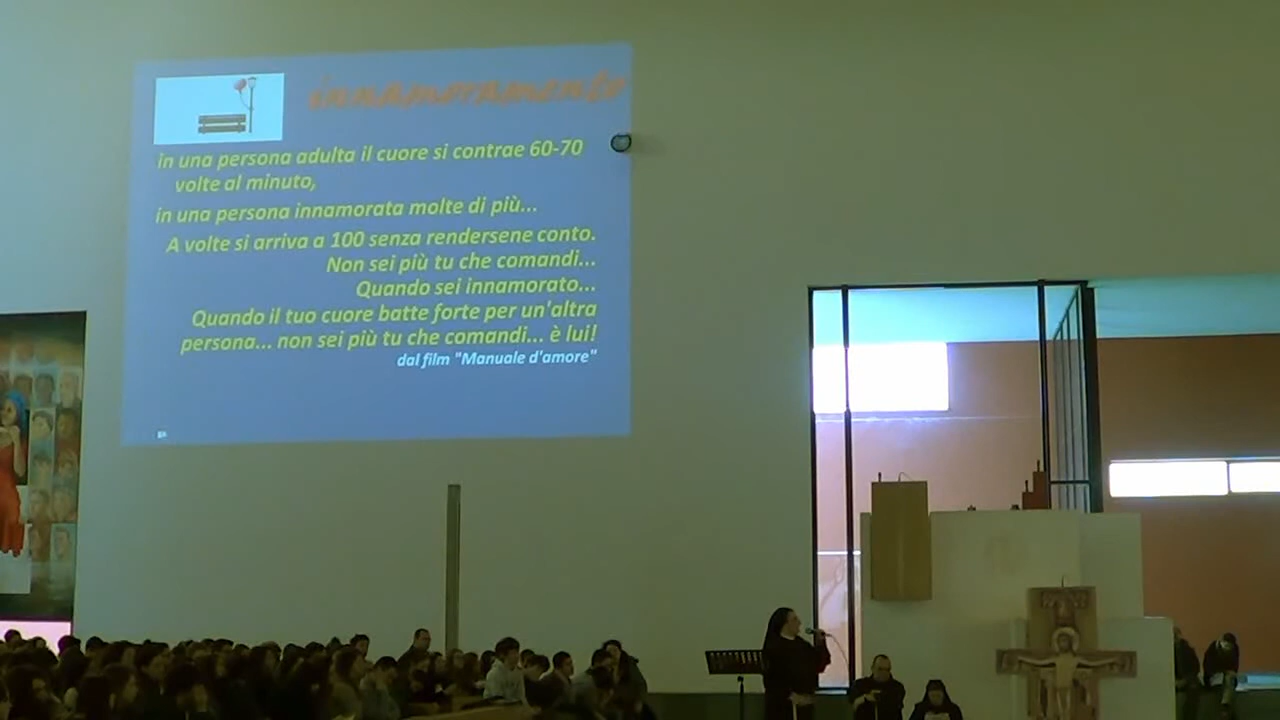 innamoramento
in una persona adulta il cuore si contrae 60-70
volte al minuto,
in una persona innamorata molte di più...
A volte si arriva a 100 senza rendersene conto.
Non sei più tu che comandi...
Quando sei innamorato...
Quando il tuo cuore batte forte per un'altra
persona... non sei più tu che comandi... è lui!
dal film "Manuale d'amore"